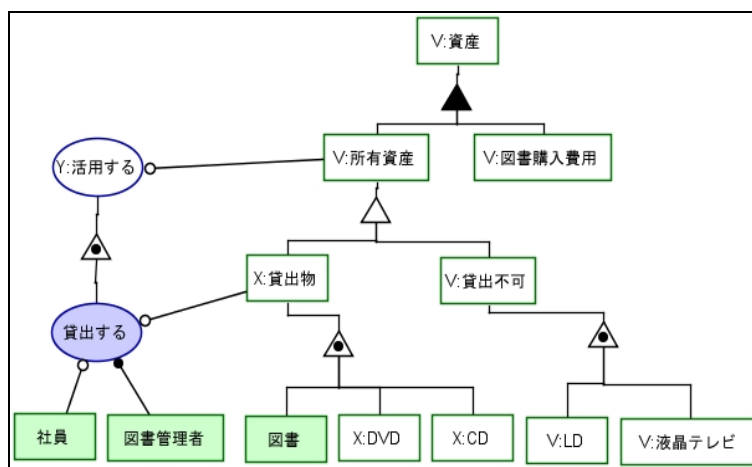 V:資産
Y:活用する
V:所有資産
V:図書購入費用
X:貸出物
V:貸出不可
貸出する
社員
図書管理者
図書
X:DVD
X:CD
V:LD
V:液晶テレビ